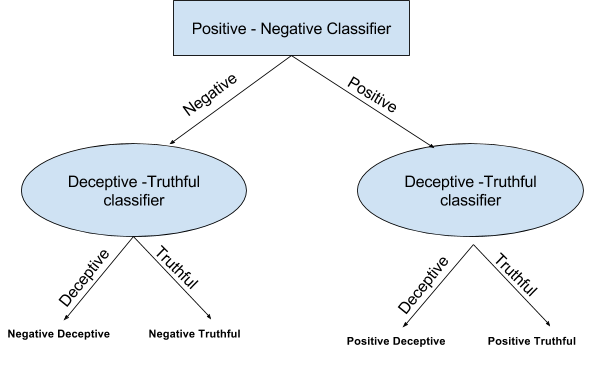 Positive - Negative Classifier
Negative
Positive
Deceptive -Truthful
classifier
Deceptive -Truthful
classifier
Deceptive
Truthful
Deceptive
Truthful
Negative Deceptive
Negative Truthful
Positive Deceptive
Positive Truthful